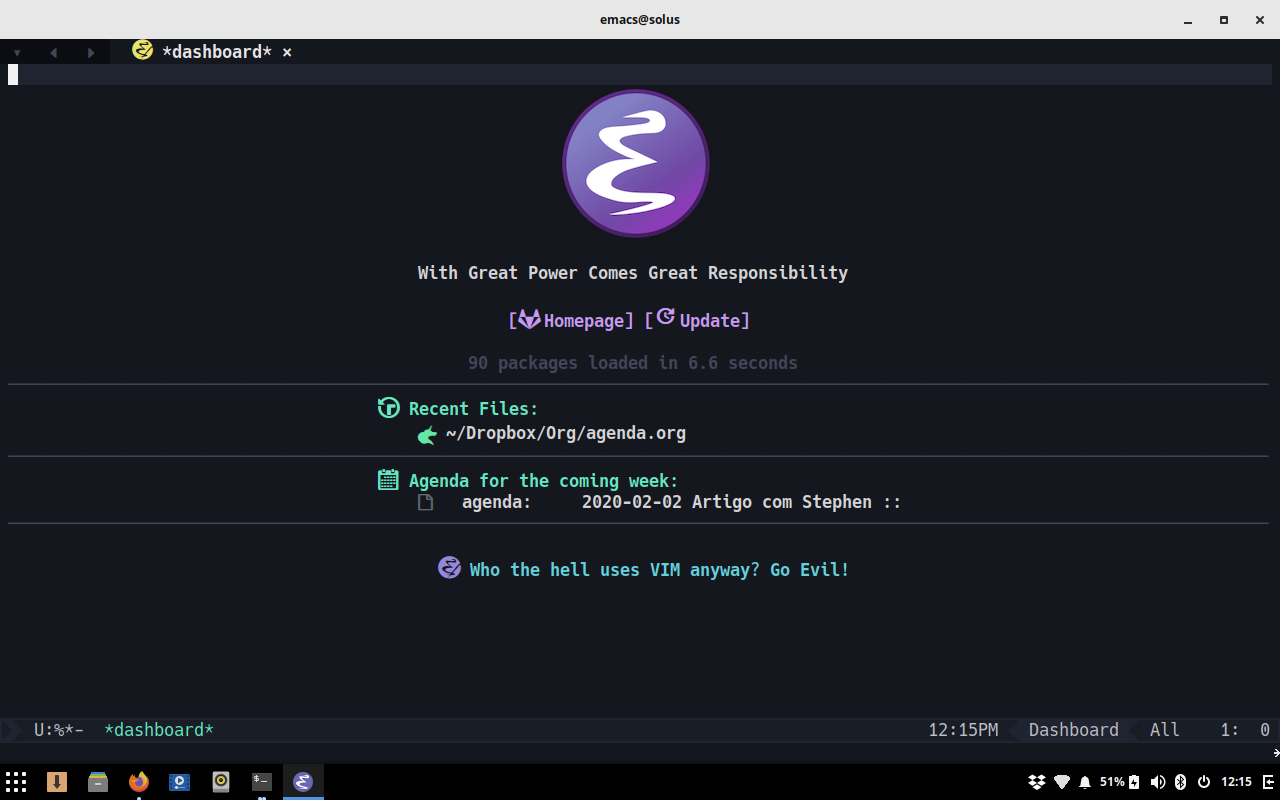 emacs@solus
*dashboard* ×
With Great Power Comes Great Responsibility
[Homepage] [Update]
90 packages loaded in 6.6 seconds
Recent Files:
~/Dropbox/Org/agenda.org
Agenda for the coming week:
agenda: 2020-02-02 Artigo com Stephen ::
Who the hell uses VIM anyway? Go Evil!
U:%*- *dashboard* 12:15PM Dashboard All 1: 0
$_ 51% 12:15